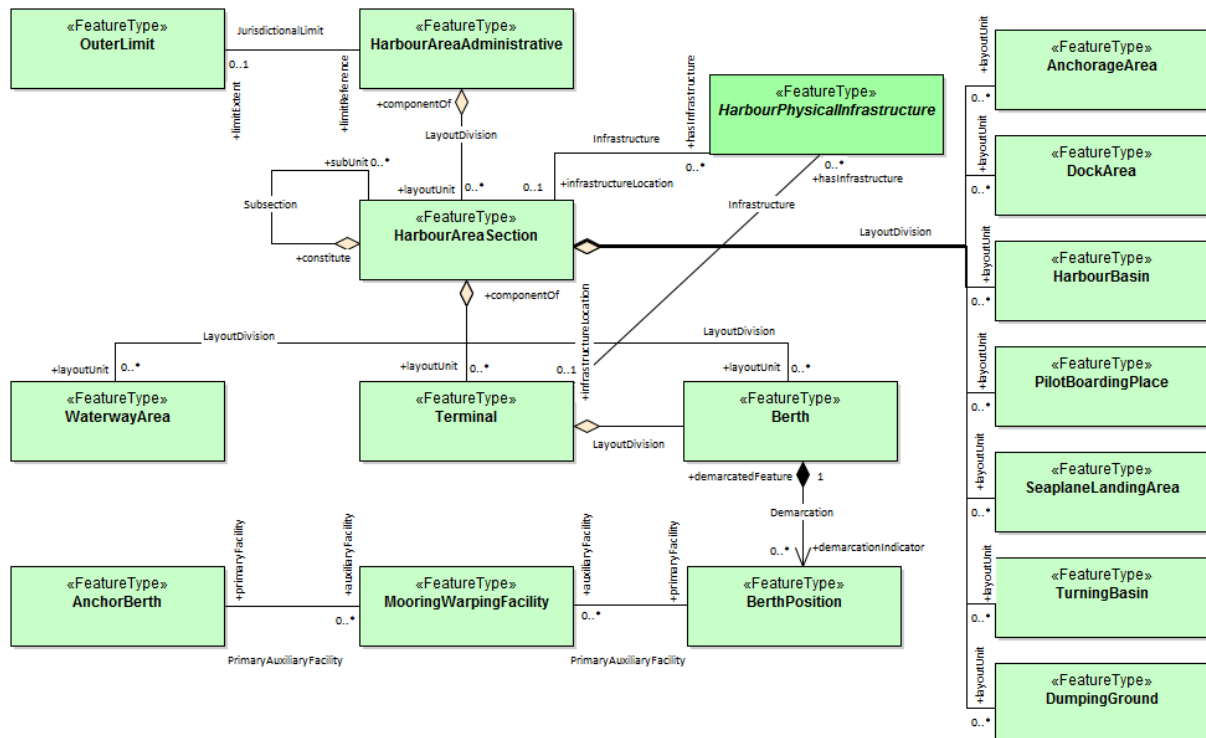 «FeatureType»
OuterLimit
JurisdictionalLimit
0..1
+limitExtent
+limitReference
«FeatureType»
HarbourAreaAdministrative
+componentOf
LayoutDivision
+layoutUnit
0..*
«FeatureType»
HarbourPhysicalInfrastructure
+hasInfrastructure
0..*
Infrastructure
0..1
+infrastructureLocation
0..*
+hasInfrastructure
Infrastructure
+subUnit 0..*
Subsection
+constitute
«FeatureType»
HarbourAreaSection
LayoutDivision
+componentOf
+infrastructureLocation
0..1
LayoutDivision
LayoutDivision
+layoutUnit
0..*
+layoutUnit
0..*
+layoutUnit
0..*
«FeatureType»
WaterwayArea
«FeatureType»
Terminal
LayoutDivision
«FeatureType»
Berth
+demarcatedFeature
1
Demarcation
0..*
+demarcationIndicator
«FeatureType»
AnchorBerth
+primaryFacility
+auxiliaryFacility
0..*
PrimaryAuxiliaryFacility
«FeatureType»
MooringWarpingFacility
+auxiliaryFacility
0..*
+primaryFacility
PrimaryAuxiliaryFacility
«FeatureType»
BerthPosition
+layoutUnit
0..*
«FeatureType»
AnchorageArea
+layoutUnit
0..*
«FeatureType»
DockArea
+layoutUnit
0..*
«FeatureType»
HarbourBasin
+layoutUnit
0..*
«FeatureType»
PilotBoardingPlace
+layoutUnit
0..*
«FeatureType»
SeaplaneLandingArea
+layoutUnit
0..*
«FeatureType»
TurningBasin
+layoutUnit
0..*
«FeatureType»
DumpingGround